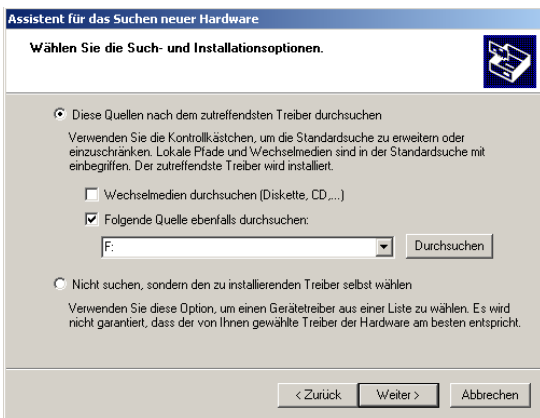 Assistent für das Suchen neuer Hardware
Wählen Sie die Such- und Installationsoptionen.
Diese Quellen nach dem zutreffendsten Treiber durchsuchen
Verwenden Sie die Kontrollkästchen, um die Standardsuche zu erweitern oder
einzuschränken. Lokale Pfade und Wechselmedien sind in der Standardsuche mit
einbegriffen. Der zutreffendste Treiber wird installiert.
Wechselmedien durchsuchen (Diskette, CD,...)
Folgende Quelle ebenfalls durchsuchen:
F: Durchsuchen
Nicht suchen, sondern den zu installierenden Treiber selbst wählen
Verwenden Sie diese Option, um einen Gerätetreiber aus einer Liste zu wählen. Es wird
nicht garantiert, dass der von Ihnen gewählte Treiber der Hardware am besten entspricht.
< Zurück Weiter > Abbrechen